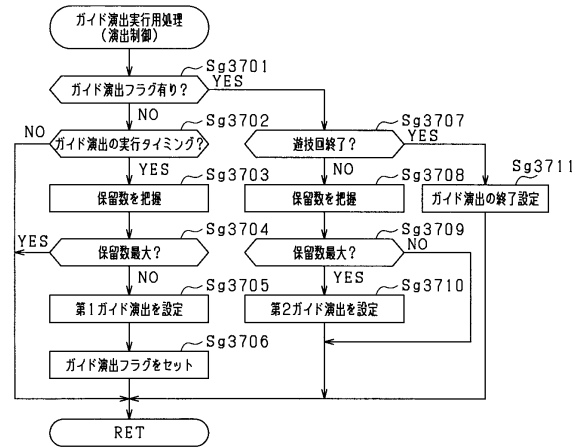 ガイド演出実行用処理
(演出制御)
Sg3701
ガイド演出フラグ有り?
YES
NO
Sg3702
NO
ガイド演出の実行タイミング?
YES
Sg3703
保留数を把握
Sg3704
YES
保留数最大?
NO
Sg3705
第1ガイド演出を設定
Sg3706
ガイド演出フラグをセット
Sg3707
遊技回終了?
YES
NO
Sg3708
保留数を把握
Sg3709
保留数最大?
NO
YES
Sg3710
第2ガイド演出を設定
Sg3711
ガイド演出の終了設定
RET